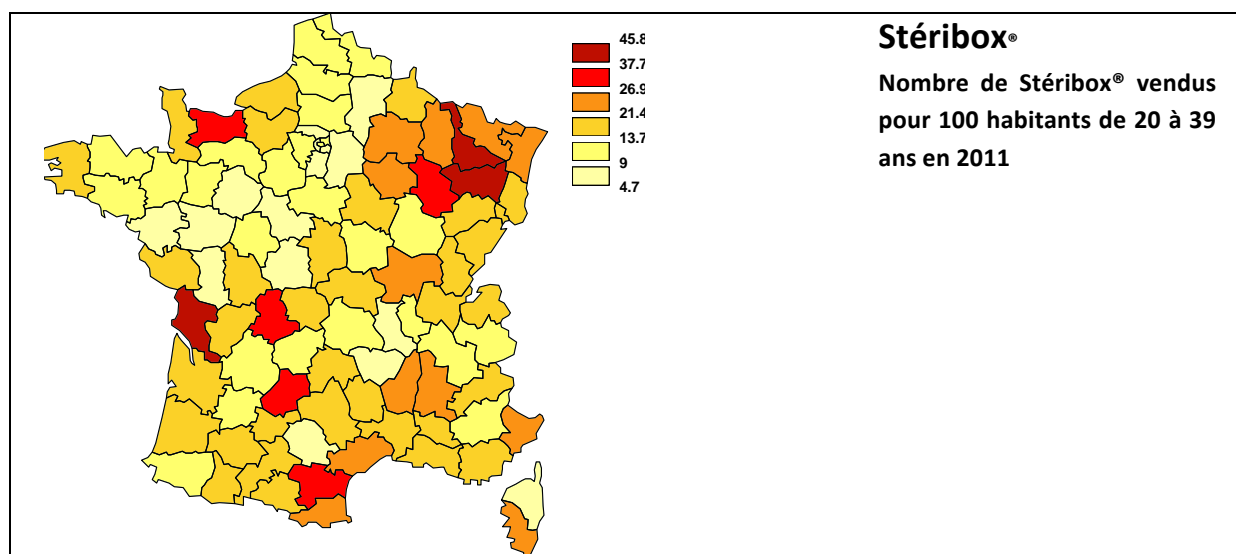 Stéribox®
Nombre de Stéribox® vendus
pour 100 habitants de 20 à 39
ans en 2011
45.8
37.7
26.9
21.4
13.7
9
4.7